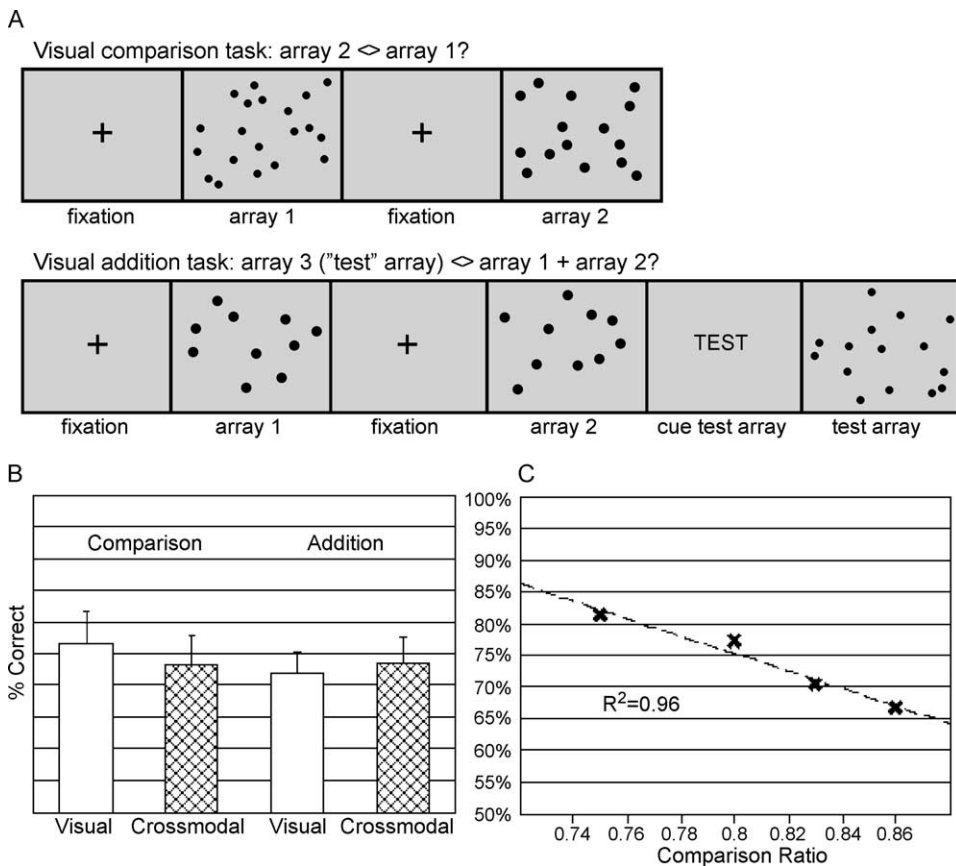 A
Visual comparison task: array 2 <> array 1?
+ +
fixation array 1 fixation array 2
Visual addition task: array 3 ("test" array) <> array 1 + array 2?
+ + TEST
fixation array 1 fixation array 2 cue test array test array
B
Comparison Addition
% Correct
Visual Crossmodal Visual Crossmodal
C
100%
95%
90%
85%
80%
75%
70%
65%
60%
55%
50%
R²=0.96
0.74 0.76 0.78 0.8 0.82 0.84 0.86
Comparison Ratio